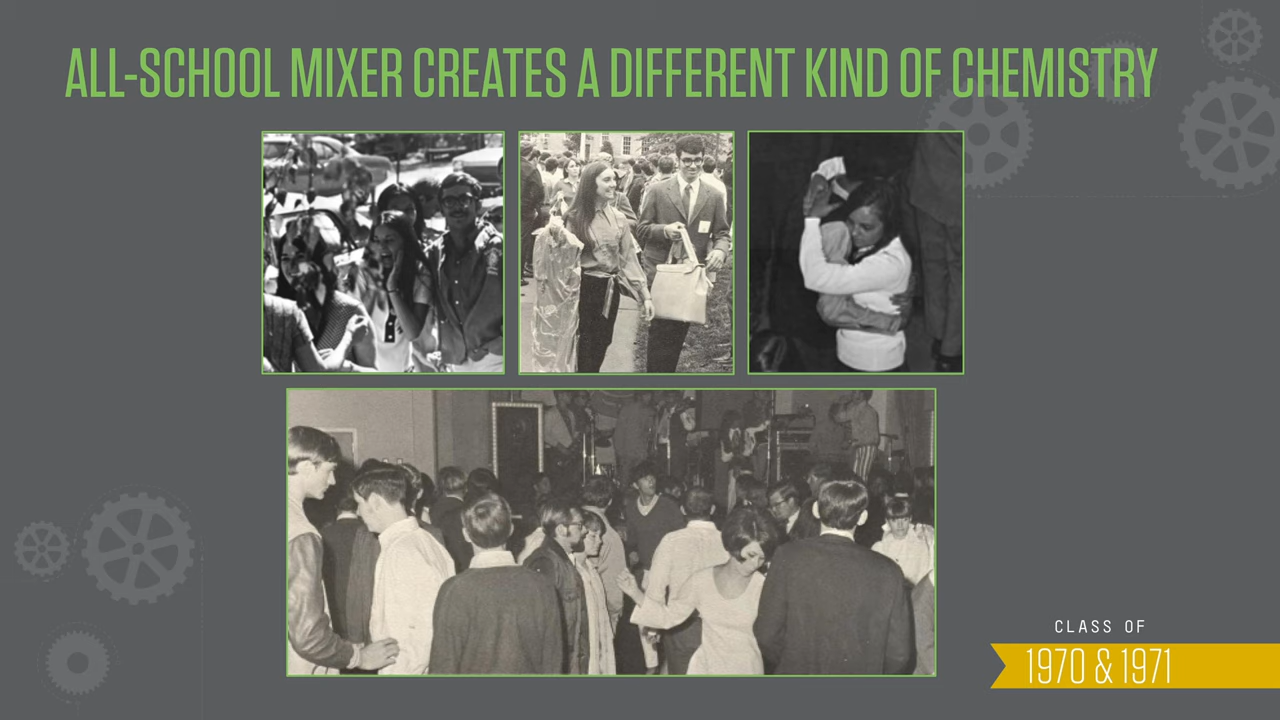 ALL-SCHOOL MIXER CREATES A DIFFERENT KIND OF CHEMISTRY
CLASS OF
1970 & 1971